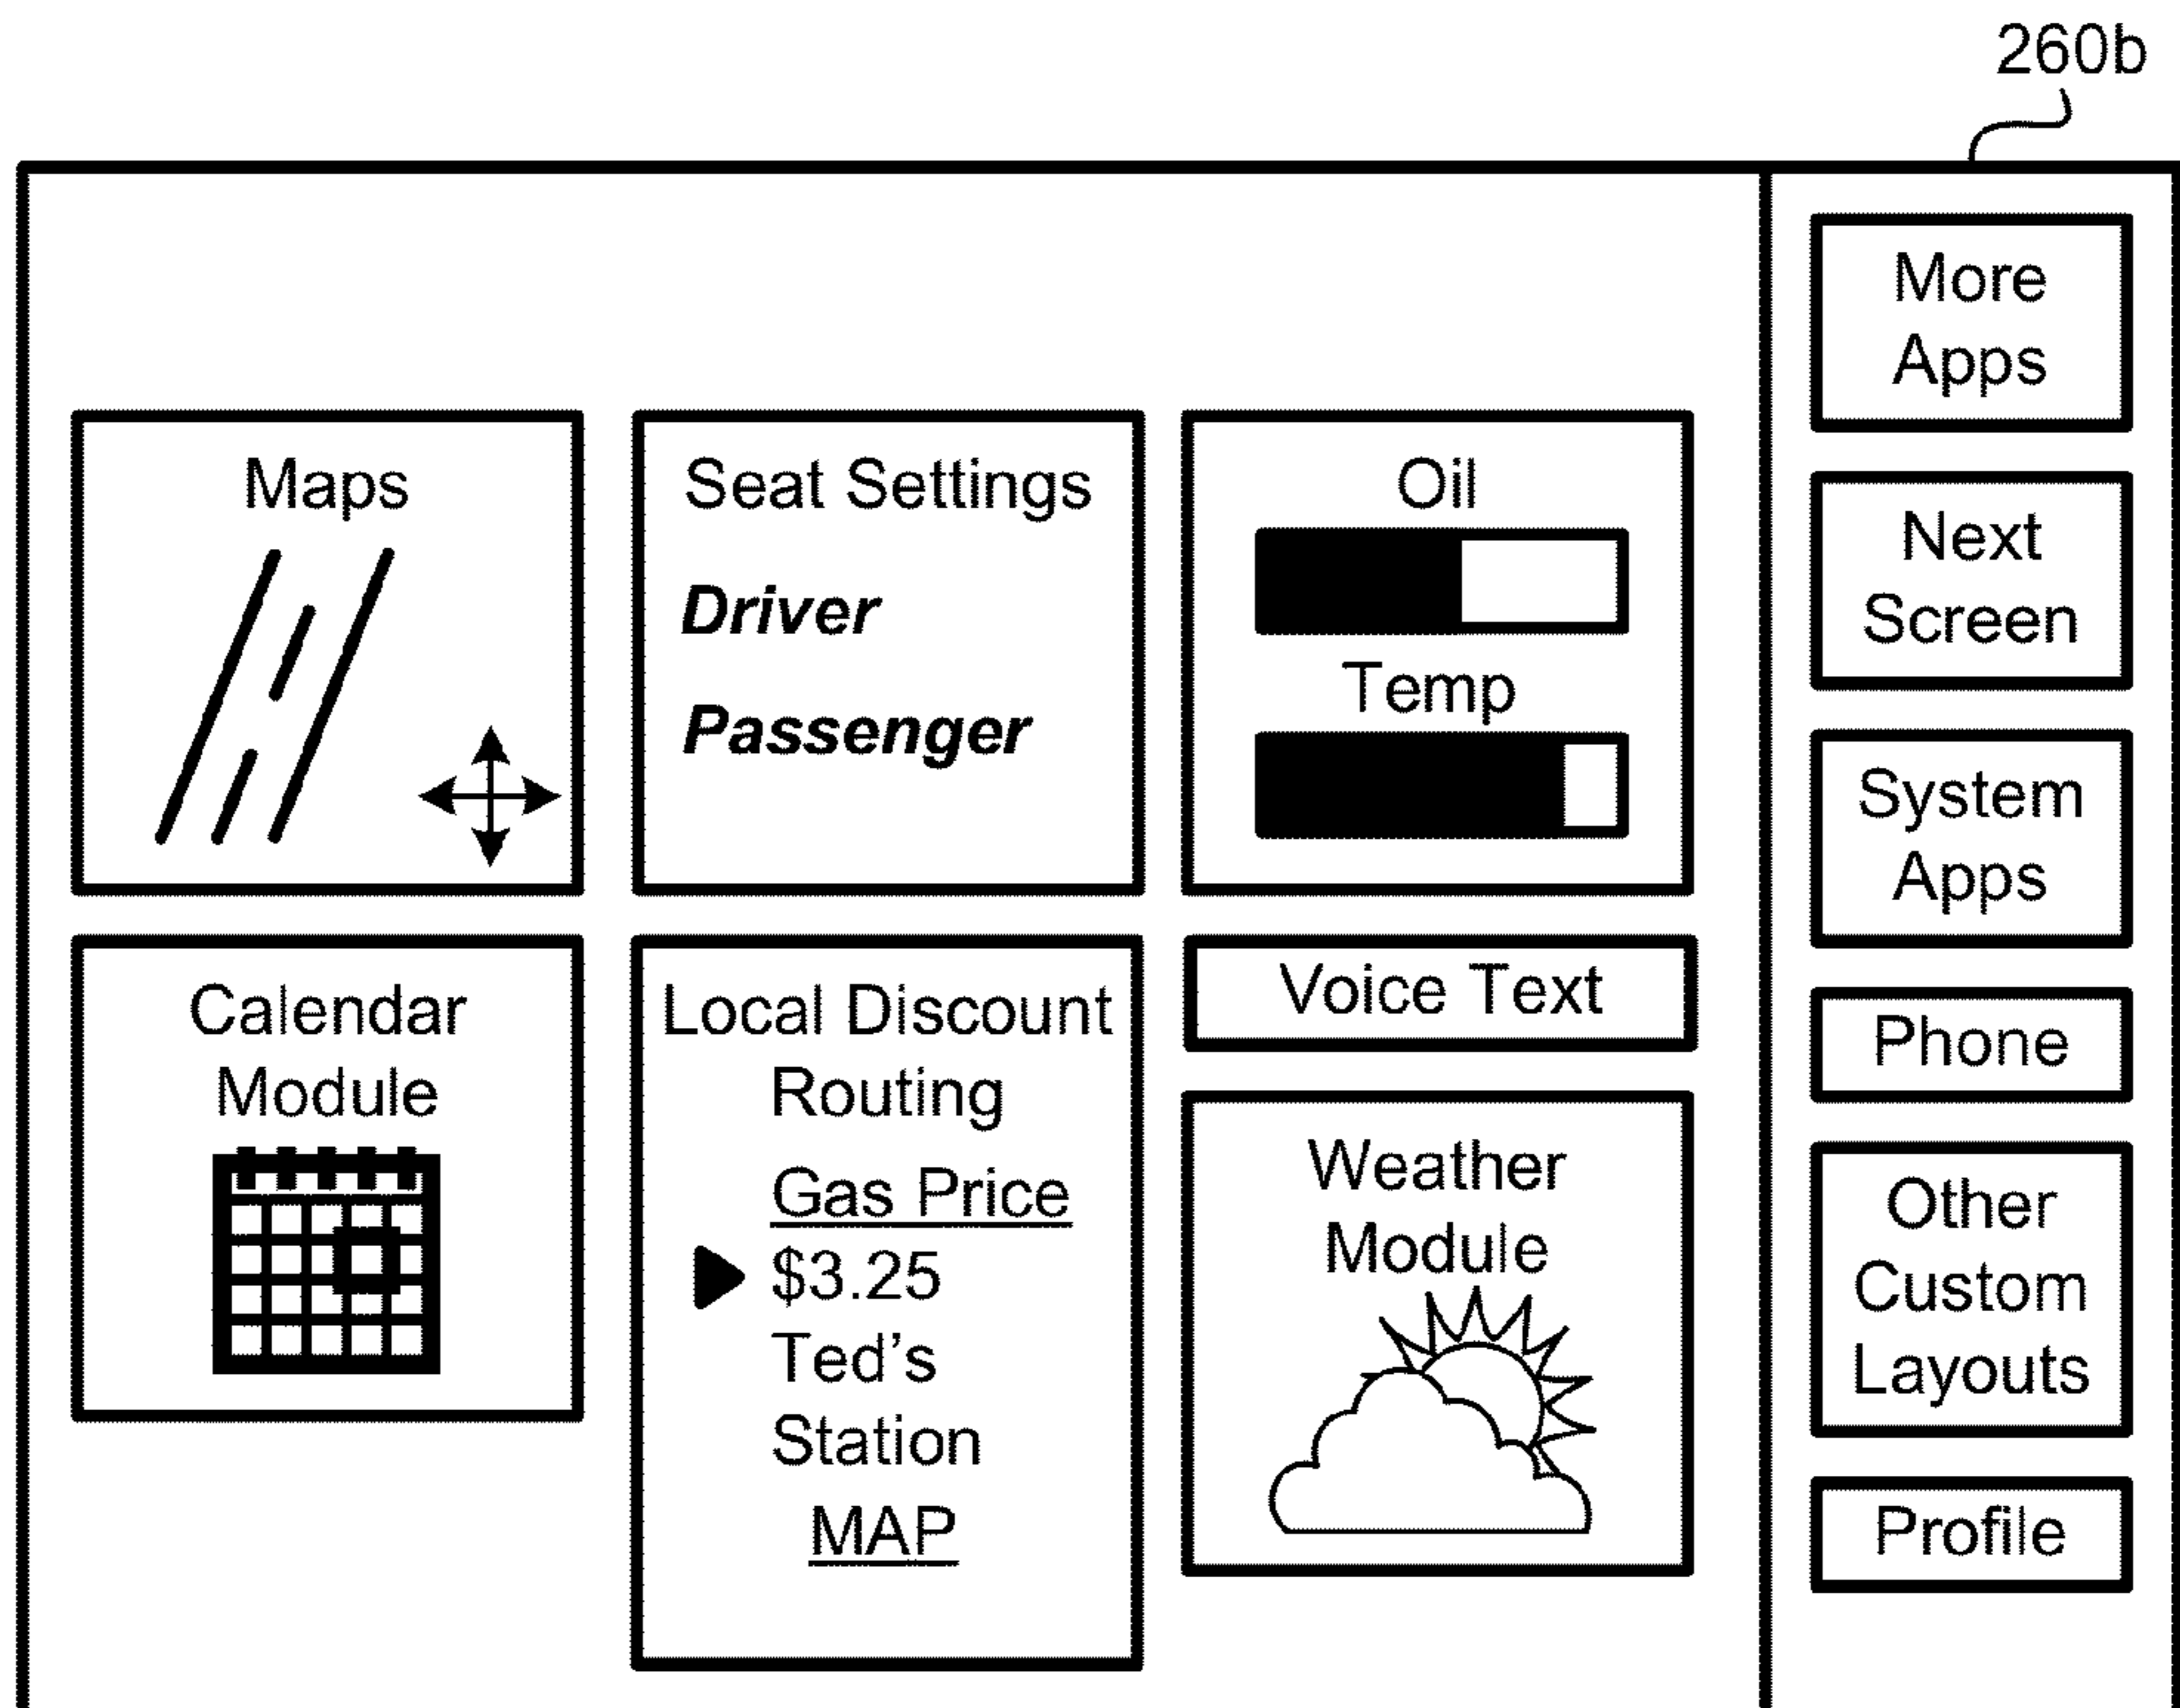 260b
Maps
Seat Settings
Driver
Passenger
Oil
Temp
Calendar
Module
Local Discount
Routing
Gas Price
$3.25
Ted's
Station
MAP
Voice Text
Weather
Module
More
Apps
Next
Screen
System
Apps
Phone
Other
Custom
Layouts
Profile